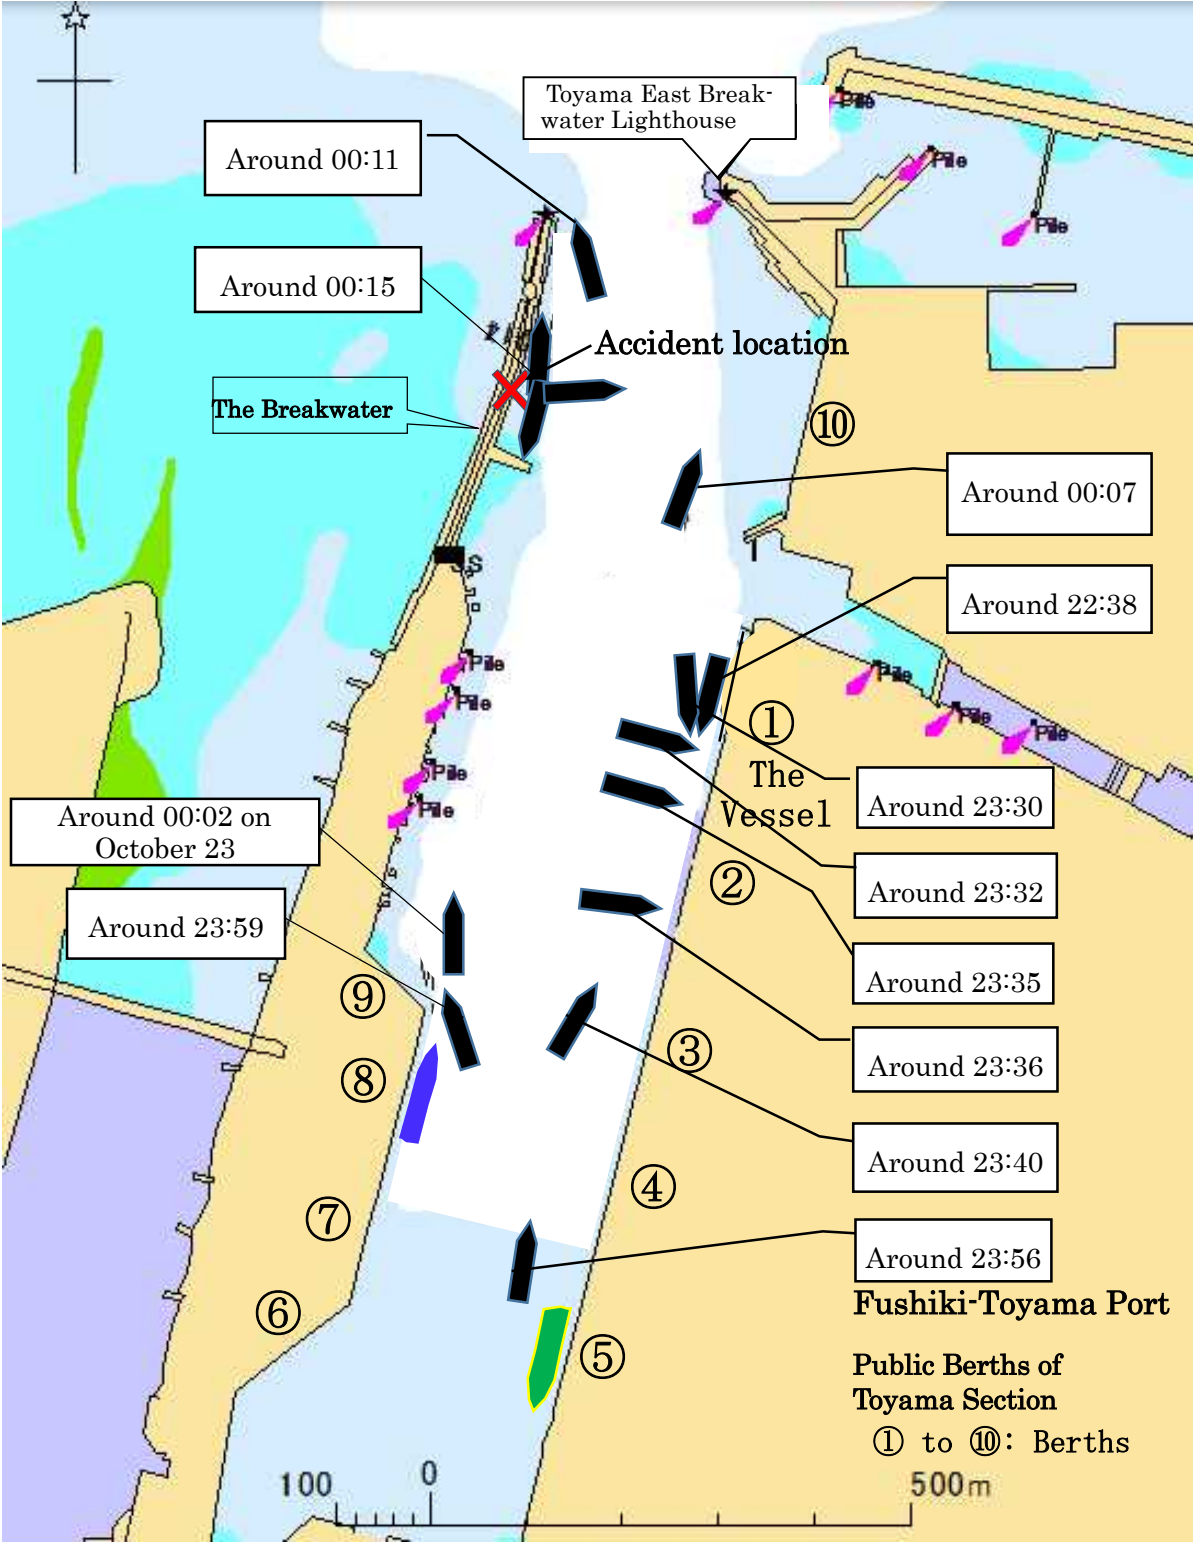 Toyama East Break-
water Lighthouse
Pile
Around 00:11
Pile
Pile
Around 00:15
Accident location
The Breakwater
⑩
Around 00:07
SS
Around 22:38
Pile
Pile
Pile
①
Pile
Pile
The
Vessel
Pile
Pile
Around 23:30
Around 00:02 on
October 23
Around 23:32
②
Around 23:59
Around 23:35
⑨
③
Around 23:36
⑧
Around 23:40
④
⑦
Around 23:56
⑥
Fushiki-Toyama Port
⑤
Public Berths of
Toyama Section
① to ⑩: Berths
100 0 500m